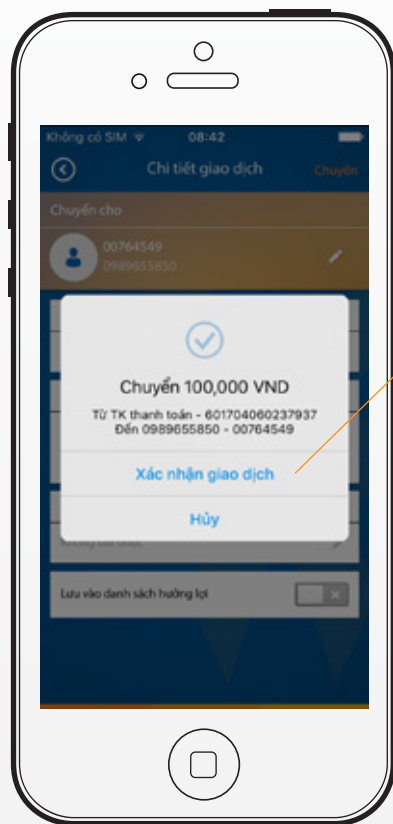 Không có SIM 08:42
Chi tiết giao dịch Chuyển
Chuyển cho
00764549
0989655850
Chuyển 100,000 VND
Từ TK thanh toán - 601704060237937
Đến 0989655850 - 00764549
Xác nhận giao dịch
Hủy
Lưu vào danh sách hưởng lợi